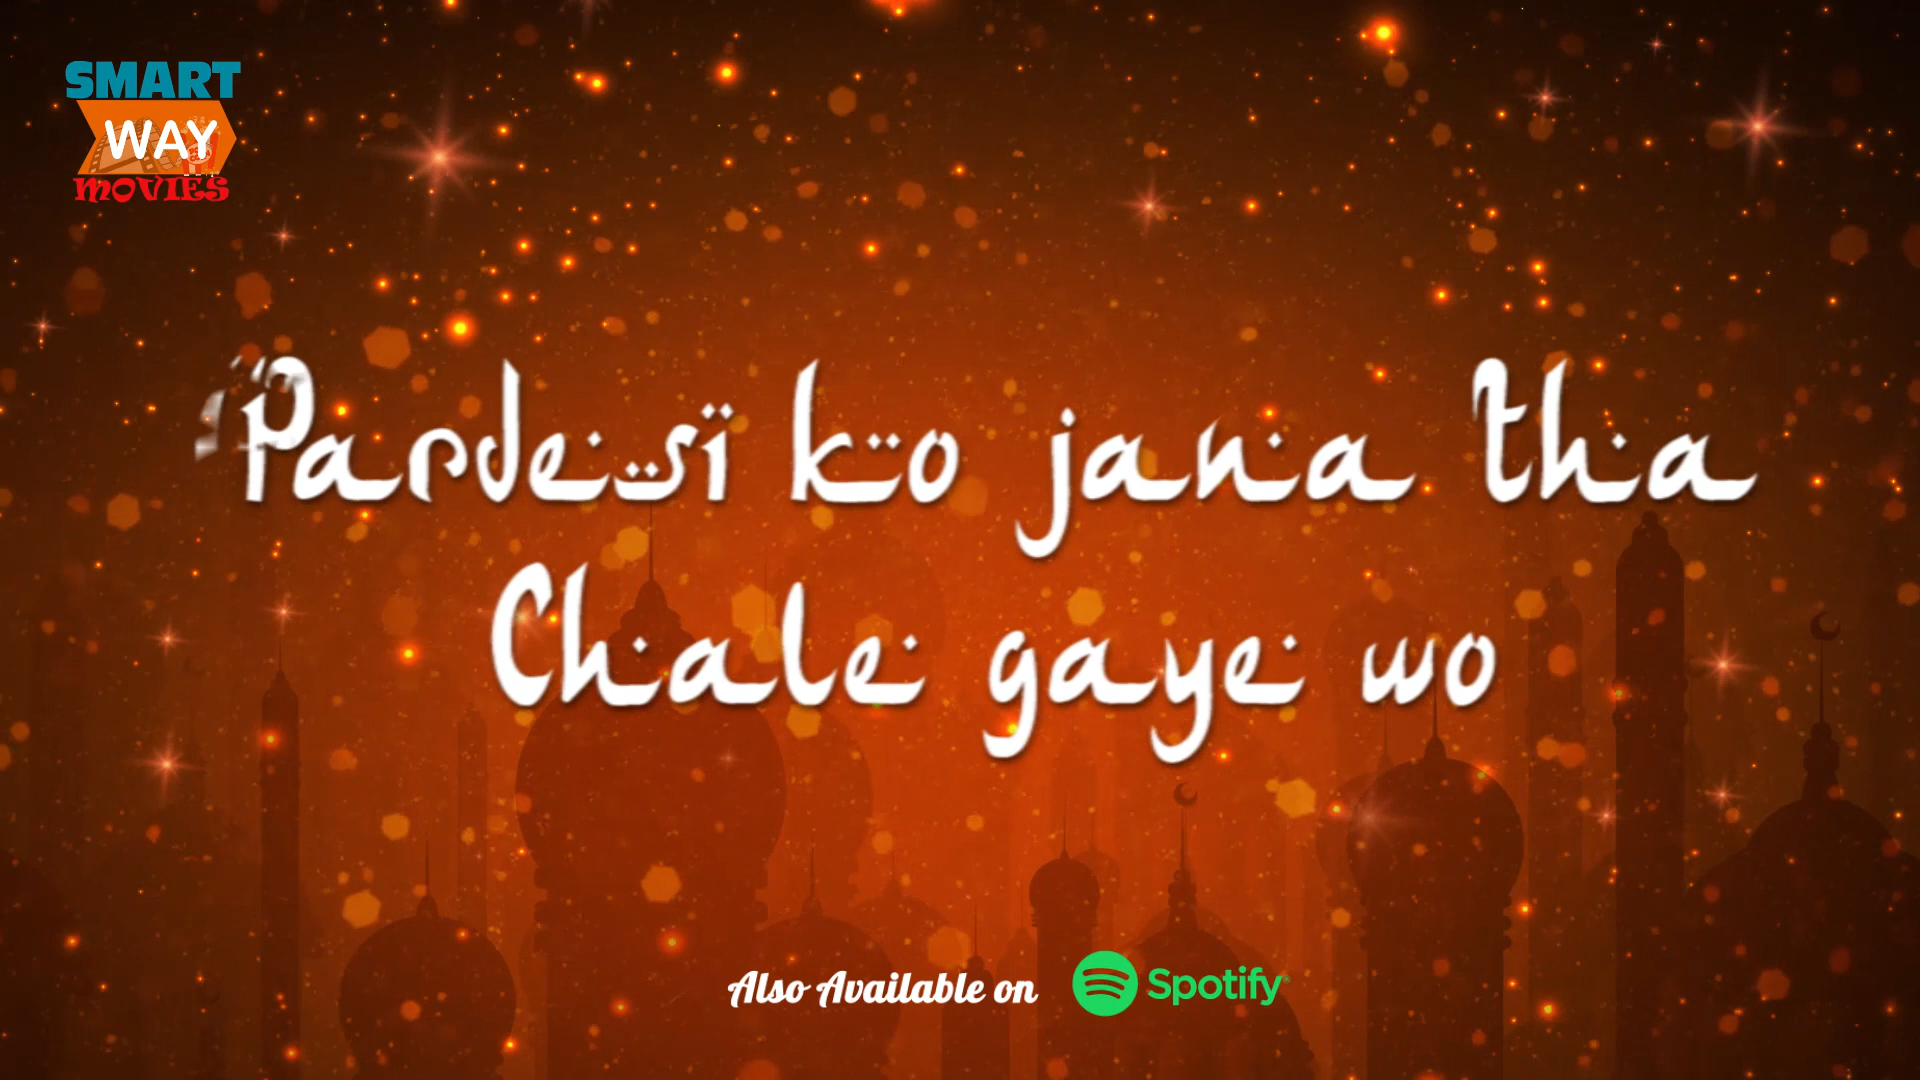 SMART
WAY
MOVIES
Pardesi ko jana tha
Chale gaye wo
Also Available on Spotify